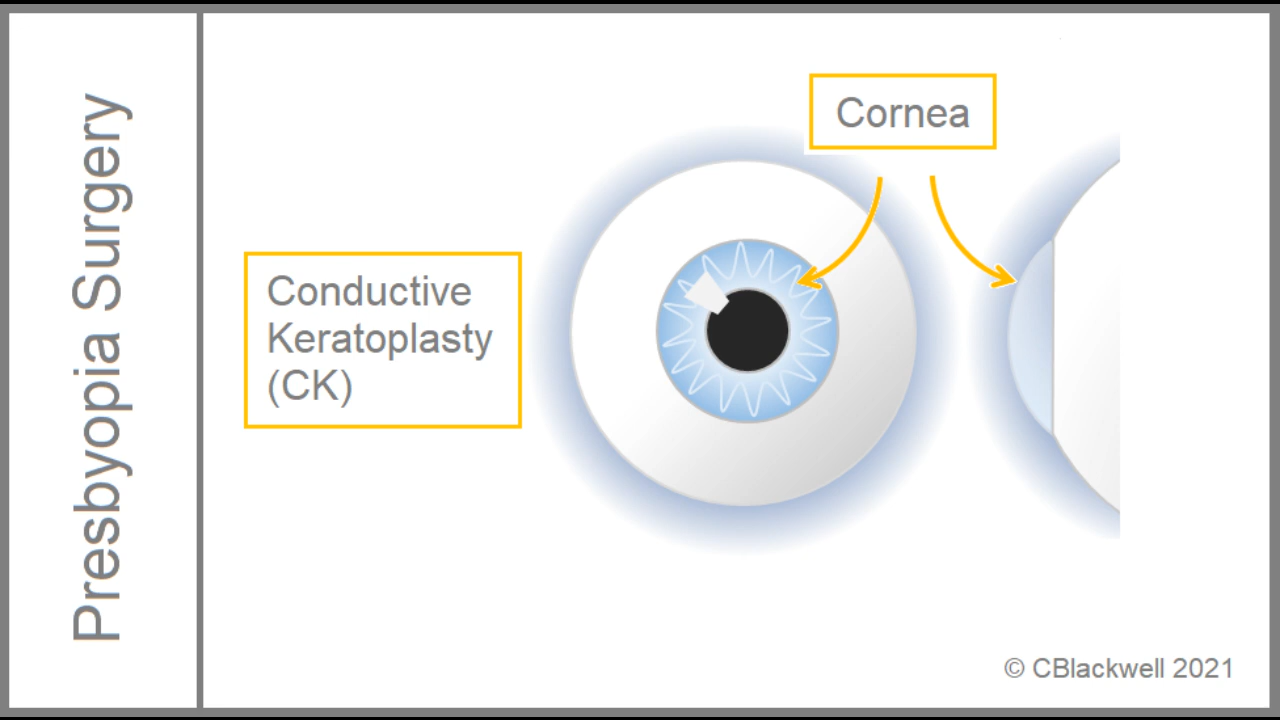 Presbyopia Surgery
Cornea
Conductive
Keratoplasty
(CK)
© CBlackwell 2021